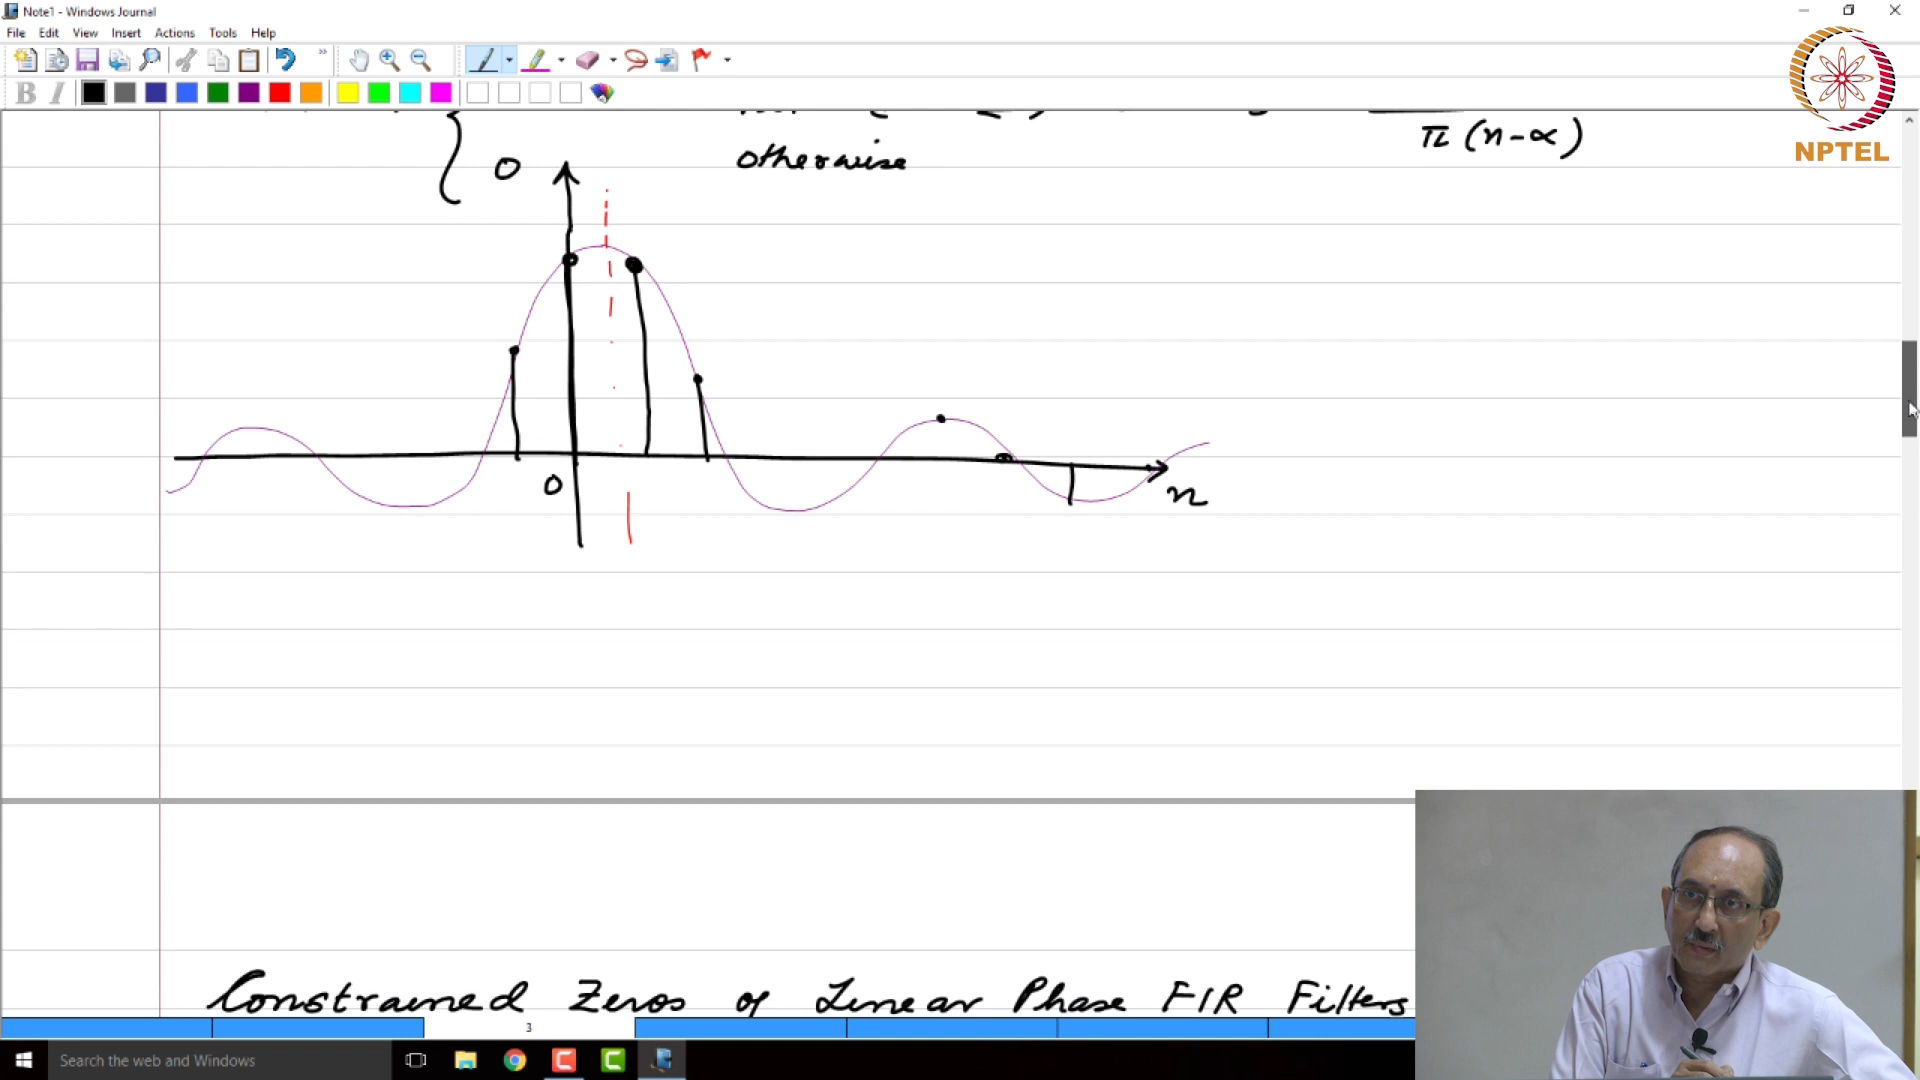 Note1 - Windows Journal
File Edit View Insert Actions Tools Help
B I
NPTEL
π (n-α)
0 otherwise
0
n
Constrained Zeros of Linear Phase FIR Filters
3
Search the web and Windows